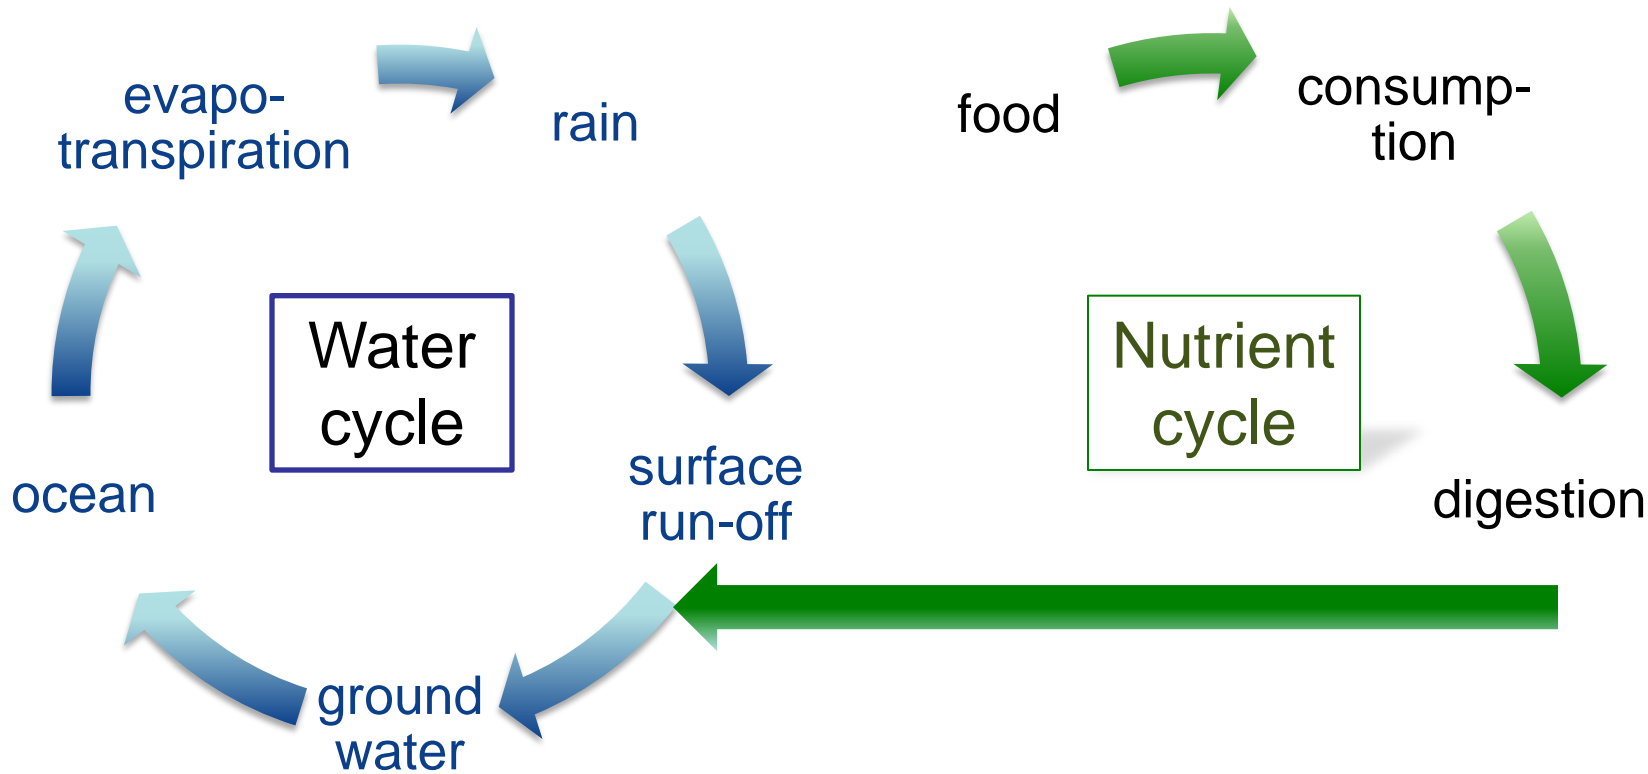 evapo-
transpiration
rain
surface
run-off
ground
water
ocean
Water
cycle
food
consump-
tion
digestion
Nutrient
cycle